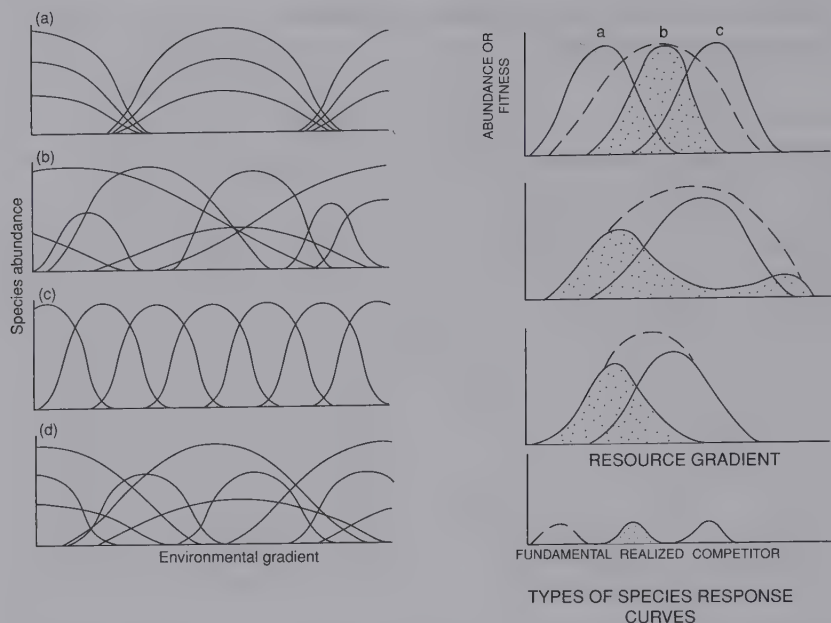 (a)
(b)
(c)
(d)
Species abundance
Environmental gradient
a b c
ABUNDANCE OR
FITNESS
RESOURCE GRADIENT
FUNDAMENTAL REALIZED COMPETITOR
TYPES OF SPECIES RESPONSE
CURVES